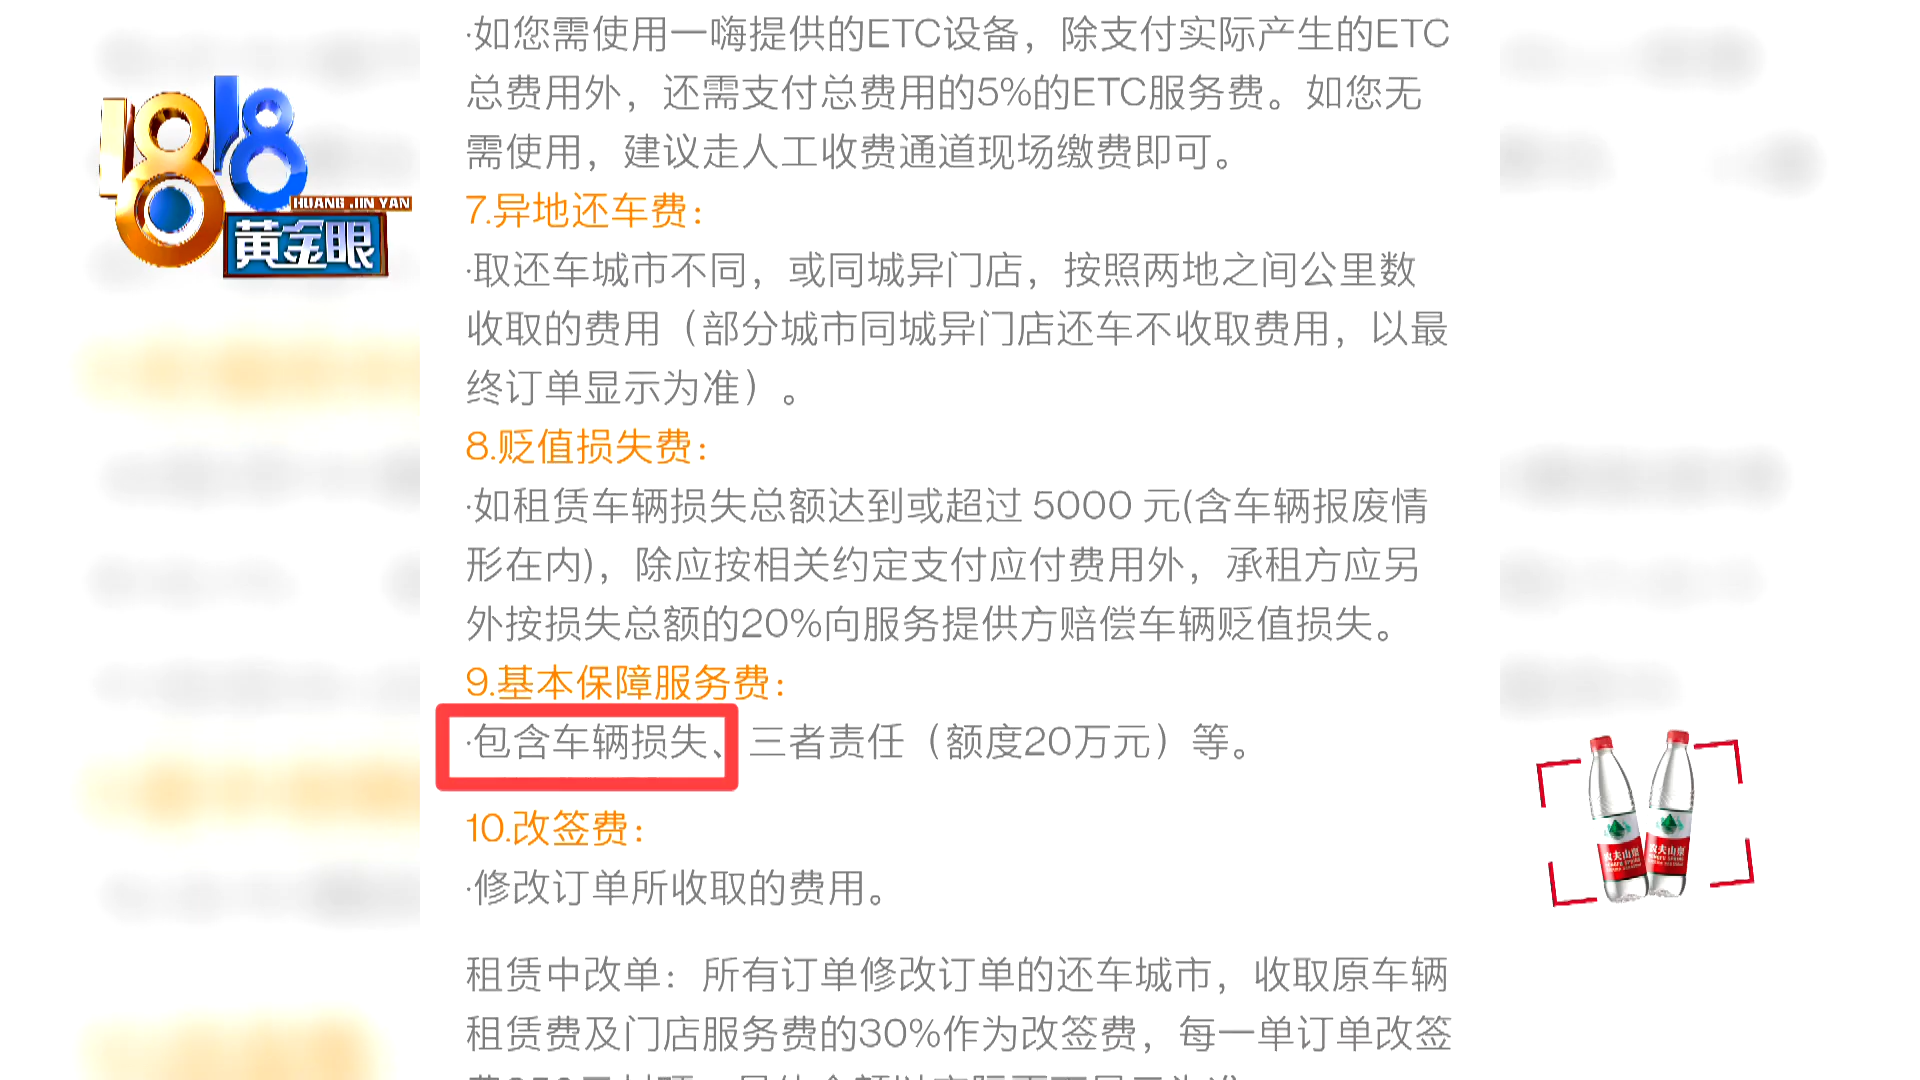 ·如您需使用一嗨提供的ETC设备，除支付实际产生的ETC
总费用外，还需支付总费用的5%的ETC服务费。如您无
需使用，建议走人工收费通道现场缴费即可。
1818
HUANG JIN YAN
黄金眼
7.异地还车费：
·取还车城市不同，或同城异门店，按照两地之间公里数
收取的费用（部分城市同城异门店还车不收取费用，以最
终订单显示为准）。
8.贬值损失费：
·如租赁车辆损失总额达到或超过 5000 元(含车辆报废情
形在内)，除应按相关约定支付应付费用外，承租方应另
外按损失总额的20%向服务提供方赔偿车辆贬值损失。
9.基本保障服务费：
·包含车辆损失、三者责任（额度20万元）等。
10.改签费：
·修改订单所收取的费用。
农夫山泉
农夫山泉
租赁中改单：所有订单修改订单的还车城市，收取原车辆
租赁费及门店服务费的30%作为改签费，每一单订单改签